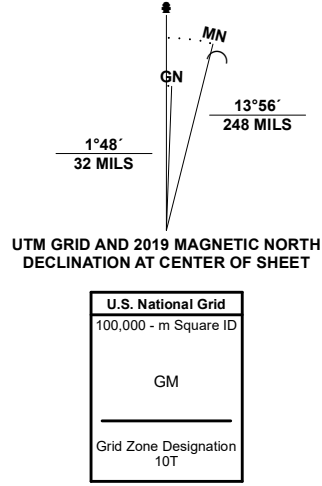 MN
GN
13°56´
248 MILS
1°48´
32 MILS
UTM GRID AND 2019 MAGNETIC NORTH
DECLINATION AT CENTER OF SHEET
U.S. National Grid
100,000 - m Square ID
GM
Grid Zone Designation
10T